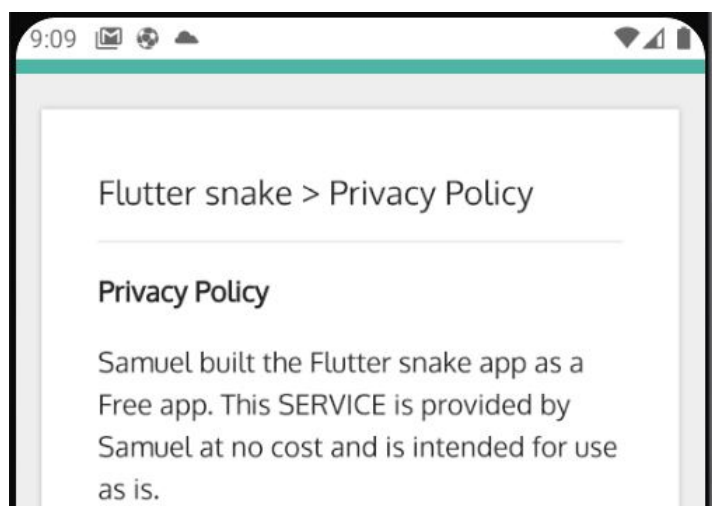 9:09
Flutter snake > Privacy Policy
Privacy Policy
Samuel built the Flutter snake app as a
Free app. This SERVICE is provided by
Samuel at no cost and is intended for use
as is.